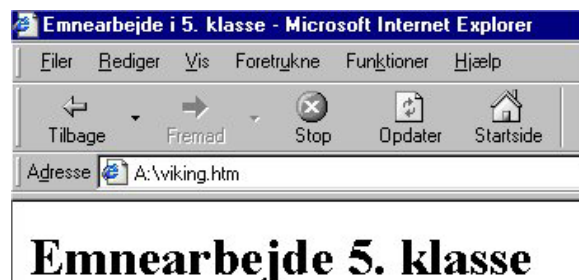 Emnearbejde i 5. klasse - Microsoft Internet Explorer
Filer Rediger Vis Foretrukne Funktioner Hjælp
Tilbage Fremad Stop Opdater Startside
Adresse A:\viking.htm
Emnearbejde 5. klasse